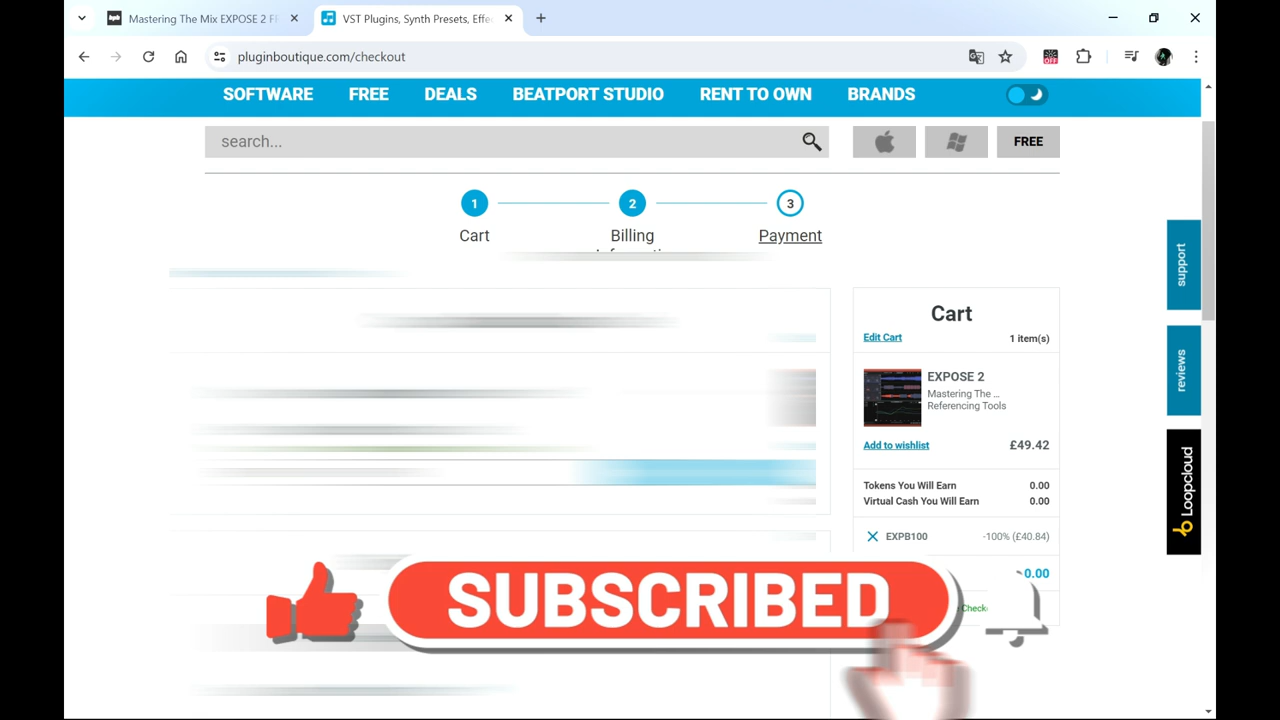 Mastering The Mix EXPOSE 2 F
VST Plugins, Synth Presets, Effe
pluginboutique.com/checkout
OFF
SOFTWARE FREE DEALS BEATPORT STUDIO RENT TO OWN BRANDS
search...
FREE
1 2 3
Cart Billing Payment
support
reviews
Loopcloud
Cart
Edit Cart 1 item(s)
EXPOSE 2
Mastering The ...
Referencing Tools
Add to wishlist £49.42
Tokens You Will Earn 0.00
Virtual Cash You Will Earn 0.00
EXPB100 -100% (£40.84)
0.00
SUBSCRIBED